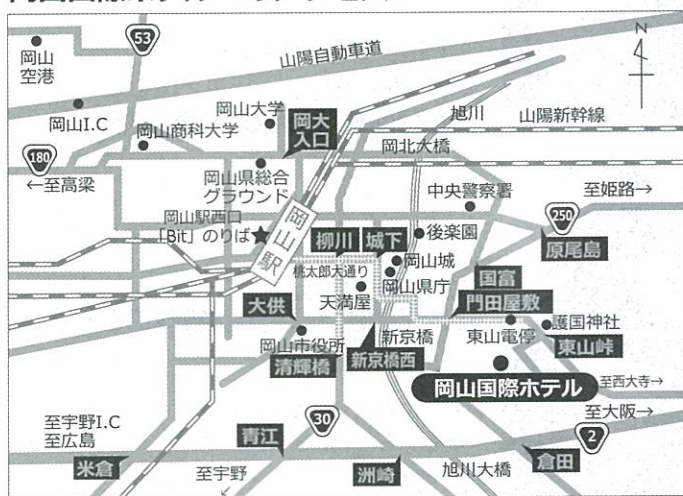 53
岡山
空港
山陽自動車道
N
岡山I.C
岡山大学
岡大
入口
旭川
山陽新幹線
岡山商科大学
岡北大橋
180
←至高梁
岡山県総合
グラウンド
中央警察署
至姫路→
250
岡山駅西口
「Bit」のりば
岡山駅
柳川
城下
後楽園
原尾島
岡山城
桃太郎大通り
岡山県庁
国富
天満屋
大供
門田屋敷
護国神社
岡山市役所
新京橋
東山電停
東山峠
清輝橋
新京橋西
岡山国際ホテル
至西大寺→
至宇野I.C
至広島
30
至大阪→
2
青江
米倉
至宇野
↙
洲崎
旭川大橋
倉田